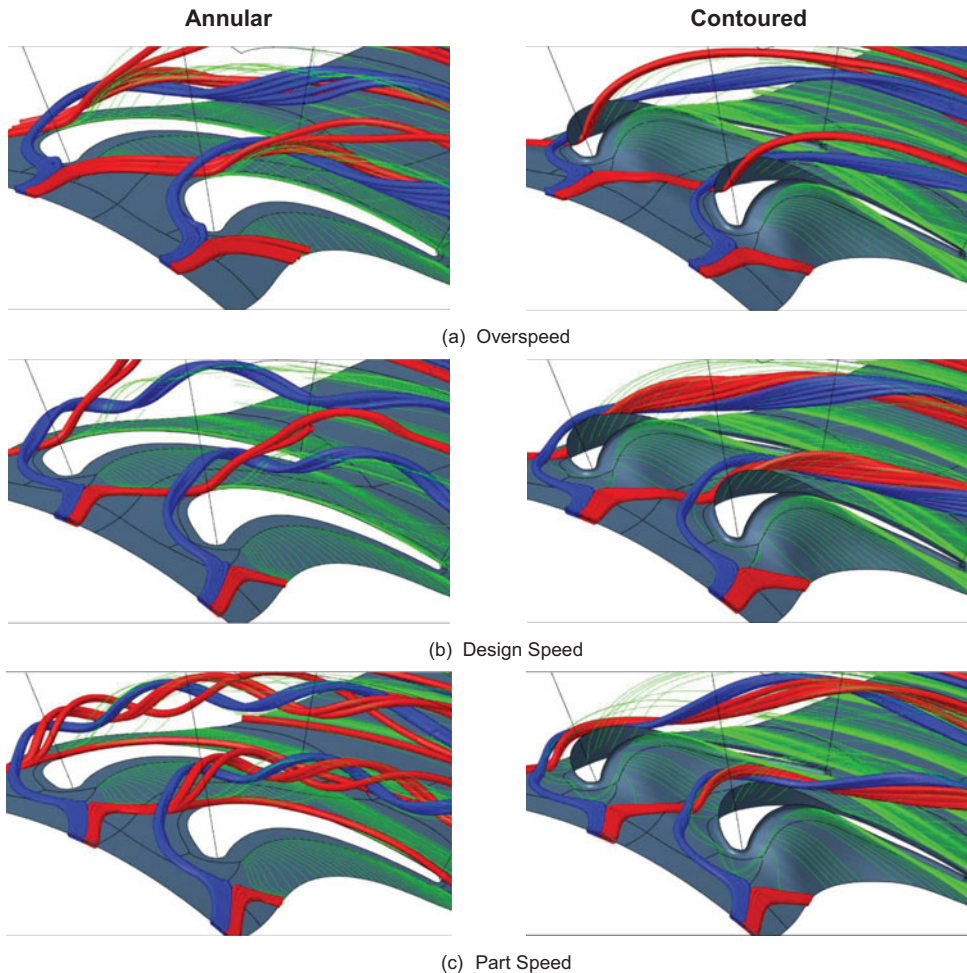 Annular
Contoured
(a) Overspeed
(b) Design Speed
(c) Part Speed